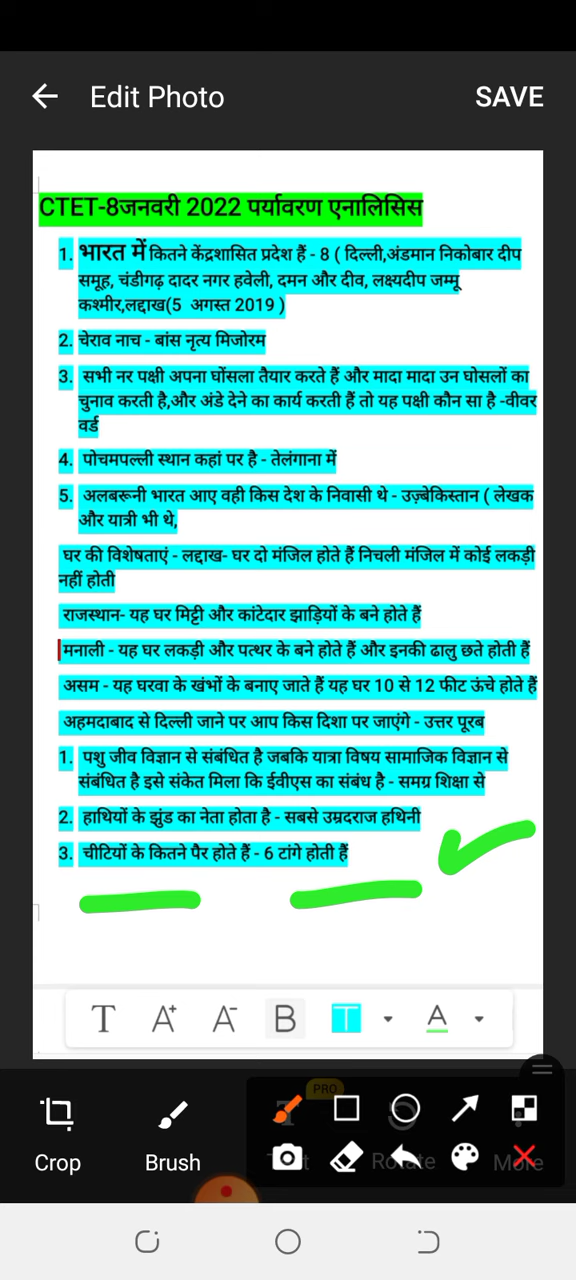 Edit Photo
SAVE
CTET-8जनवरी 2022 पर्यावरण एनालिसिस
1. भारत में कितने केंद्रशासित प्रदेश हैं - 8 ( दिल्ली,अंडमान निकोबार दीप
समूह, चंडीगढ़ दादर नगर हवेली, दमन और दीव, लक्ष्यदीप जम्मू
कश्मीर,लद्दाख(5 अगस्त 2019 )
2. चेराव नाच - बांस नृत्य मिजोरम
3. सभी नर पक्षी अपना घोंसला तैयार करते हैं और मादा मादा उन घोसलों का
चुनाव करती है,और अंडे देने का कार्य करती हैं तो यह पक्षी कौन सा है -वीवर
वर्ड
4. पोचमपल्ली स्थान कहां पर है - तेलंगाना में
5. अलबरूनी भारत आए वही किस देश के निवासी थे - उज़्बेकिस्तान ( लेखक
और यात्री भी थे,
घर की विशेषताएं - लद्दाख- घर दो मंजिल होते हैं निचली मंजिल में कोई लकड़ी
नहीं होती
राजस्थान- यह घर मिट्टी और कांटेदार झाड़ियों के बने होते हैं
मनाली - यह घर लकड़ी और पत्थर के बने होते हैं और इनकी ढालु छते होती हैं
असम - यह घरवा के खंभों के बनाए जाते हैं यह घर 10 से 12 फीट ऊंचे होते हैं
अहमदाबाद से दिल्ली जाने पर आप किस दिशा पर जाएंगे - उत्तर पूरब
1. पशु जीव विज्ञान से संबंधित है जबकि यात्रा विषय सामाजिक विज्ञान से
संबंधित है इसे संकेत मिला कि ईवीएस का संबंध है - समग्र शिक्षा से
2. हाथियों के झुंड का नेता होता है - सबसे उम्रदराज हथिनी
3. चीटियों के कितने पैर होते हैं - 6 टांगे होती हैं
T A+ A- B T A
PRO
Crop Brush Rotate More